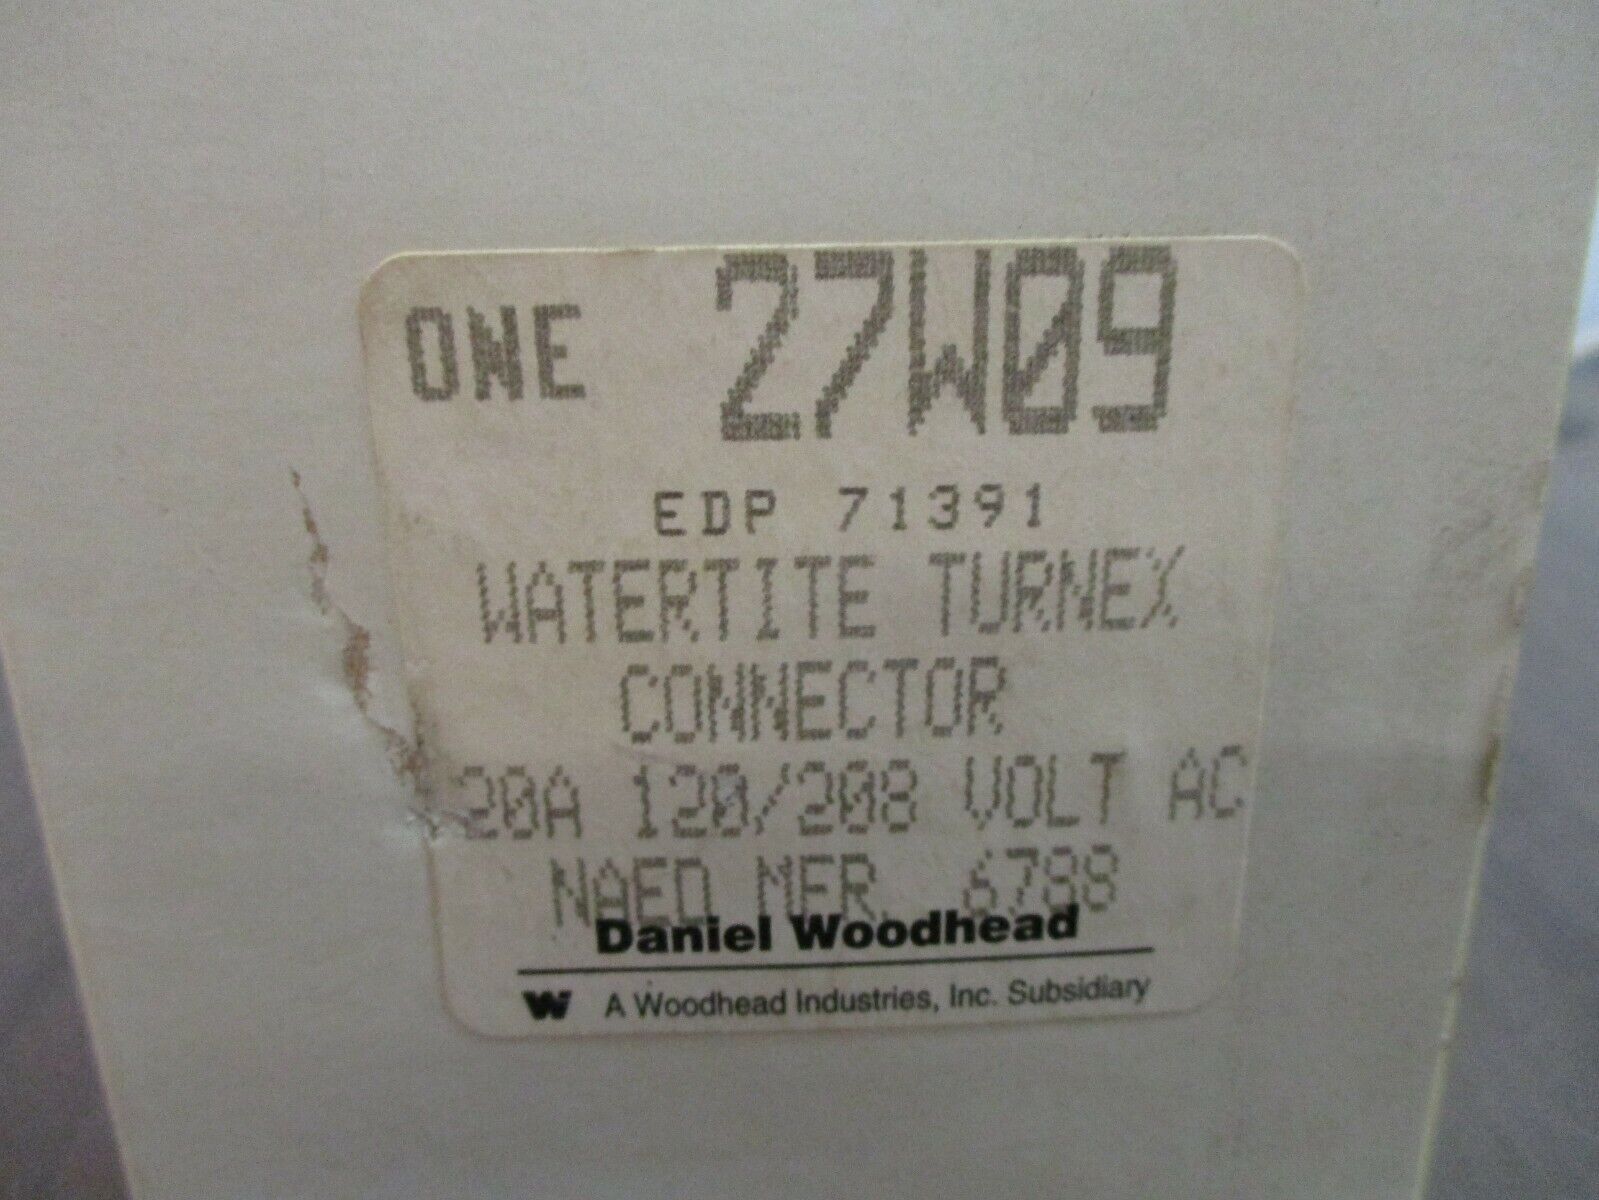 ONE 27W09
EDP 71391
WATERTITE TURNEX
CONNECTOR
20A 120/208 VOLT AC
NAED MFR. 6788
Daniel Woodhead
W A Woodhead Industries, Inc. Subsidiary